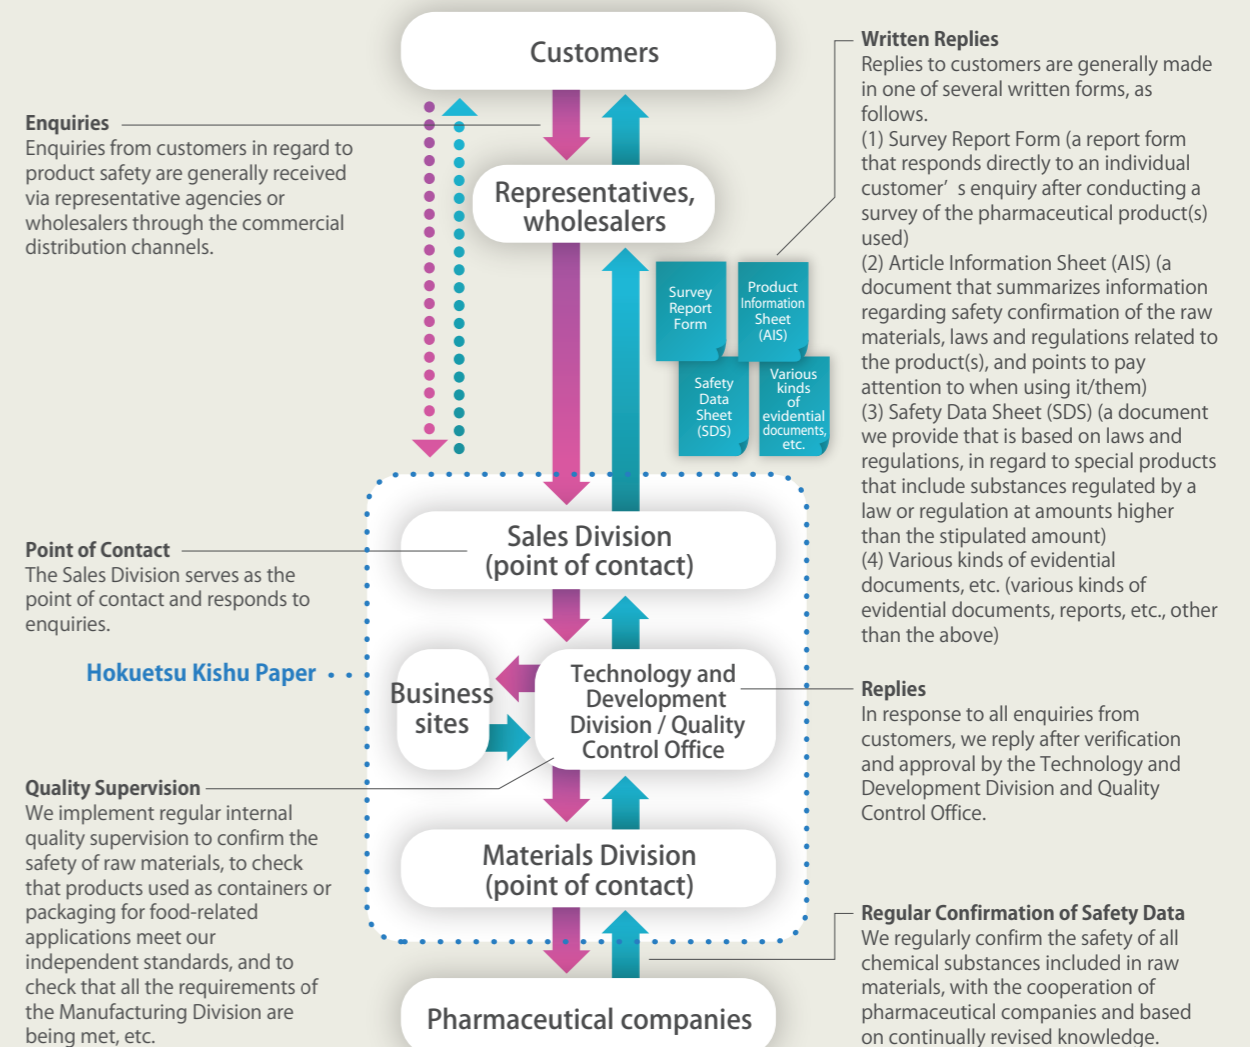 Customers
Enquiries
Enquiries from customers in regard to
product safety are generally received
via representative agencies or
wholesalers through the commercial
distribution channels.
Representatives,
wholesalers
Written Replies
Replies to customers are generally made
in one of several written forms, as
follows.
(1) Survey Report Form (a report form
that responds directly to an individual
customer’ s enquiry after conducting a
survey of the pharmaceutical product(s)
used)
(2) Article Information Sheet (AIS) (a
document that summarizes information
regarding safety confirmation of the raw
materials, laws and regulations related to
the product(s), and points to pay
attention to when using it/them)
(3) Safety Data Sheet (SDS) (a document
we provide that is based on laws and
regulations, in regard to special products
that include substances regulated by a
law or regulation at amounts higher
than the stipulated amount)
(4) Various kinds of evidential
documents, etc. (various kinds of
evidential documents, reports, etc., other
than the above)
Survey
Report
Form
Product
Information
Sheet
(AIS)
Safety
Data
Sheet
(SDS)
Various
kinds
of
evidential
documents,
etc.
Point of Contact
The Sales Division serves as the
point of contact and responds to
enquiries.
Sales Division
(point of contact)
Hokuetsu Kishu Paper
Business
sites
Technology and
Development
Division / Quality
Control Office
Replies
In response to all enquiries from
customers, we reply after verification
and approval by the Technology and
Development Division and Quality
Control Office.
Quality Supervision
We implement regular internal
quality supervision to confirm the
safety of raw materials, to check
that products used as containers or
packaging for food-related
applications meet our
independent standards, and to
check that all the requirements of
the Manufacturing Division are
being met, etc.
Materials Division
(point of contact)
Regular Confirmation of Safety Data
We regularly confirm the safety of all
chemical substances included in raw
materials, with the cooperation of
pharmaceutical companies and based
on continually revised knowledge.
Pharmaceutical companies